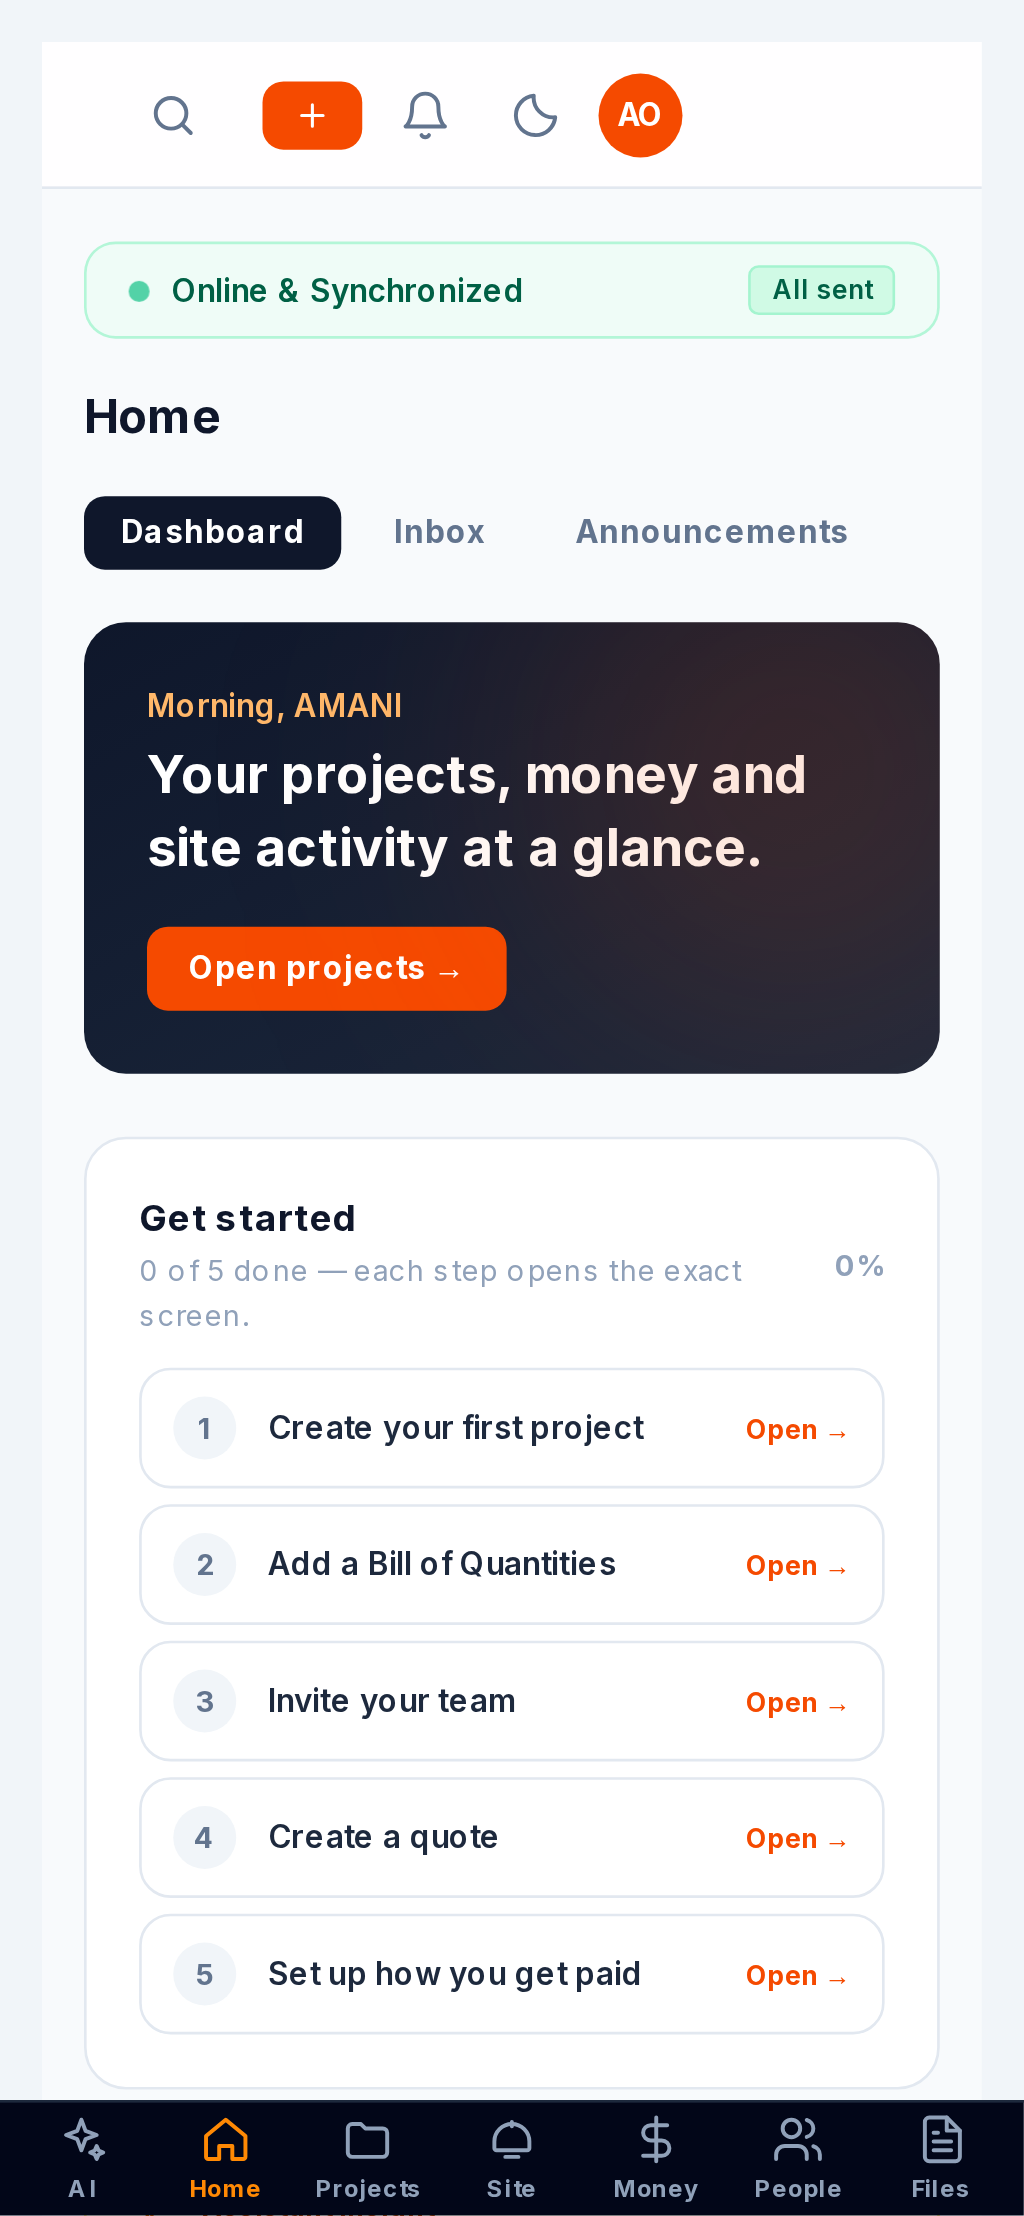 AO
Online & Synchronized
All sent
Home
Dashboard
Inbox
Announcements
Morning, AMANI
Your projects, money and
site activity at a glance.
Open projects →
Get started
0 of 5 done — each step opens the exact
screen.
0%
1
Create your first project
Open →
2
Add a Bill of Quantities
Open →
3
Invite your team
Open →
4
Create a quote
Open →
5
Set up how you get paid
Open →
AI
Home
Projects
Site
Money
People
Files